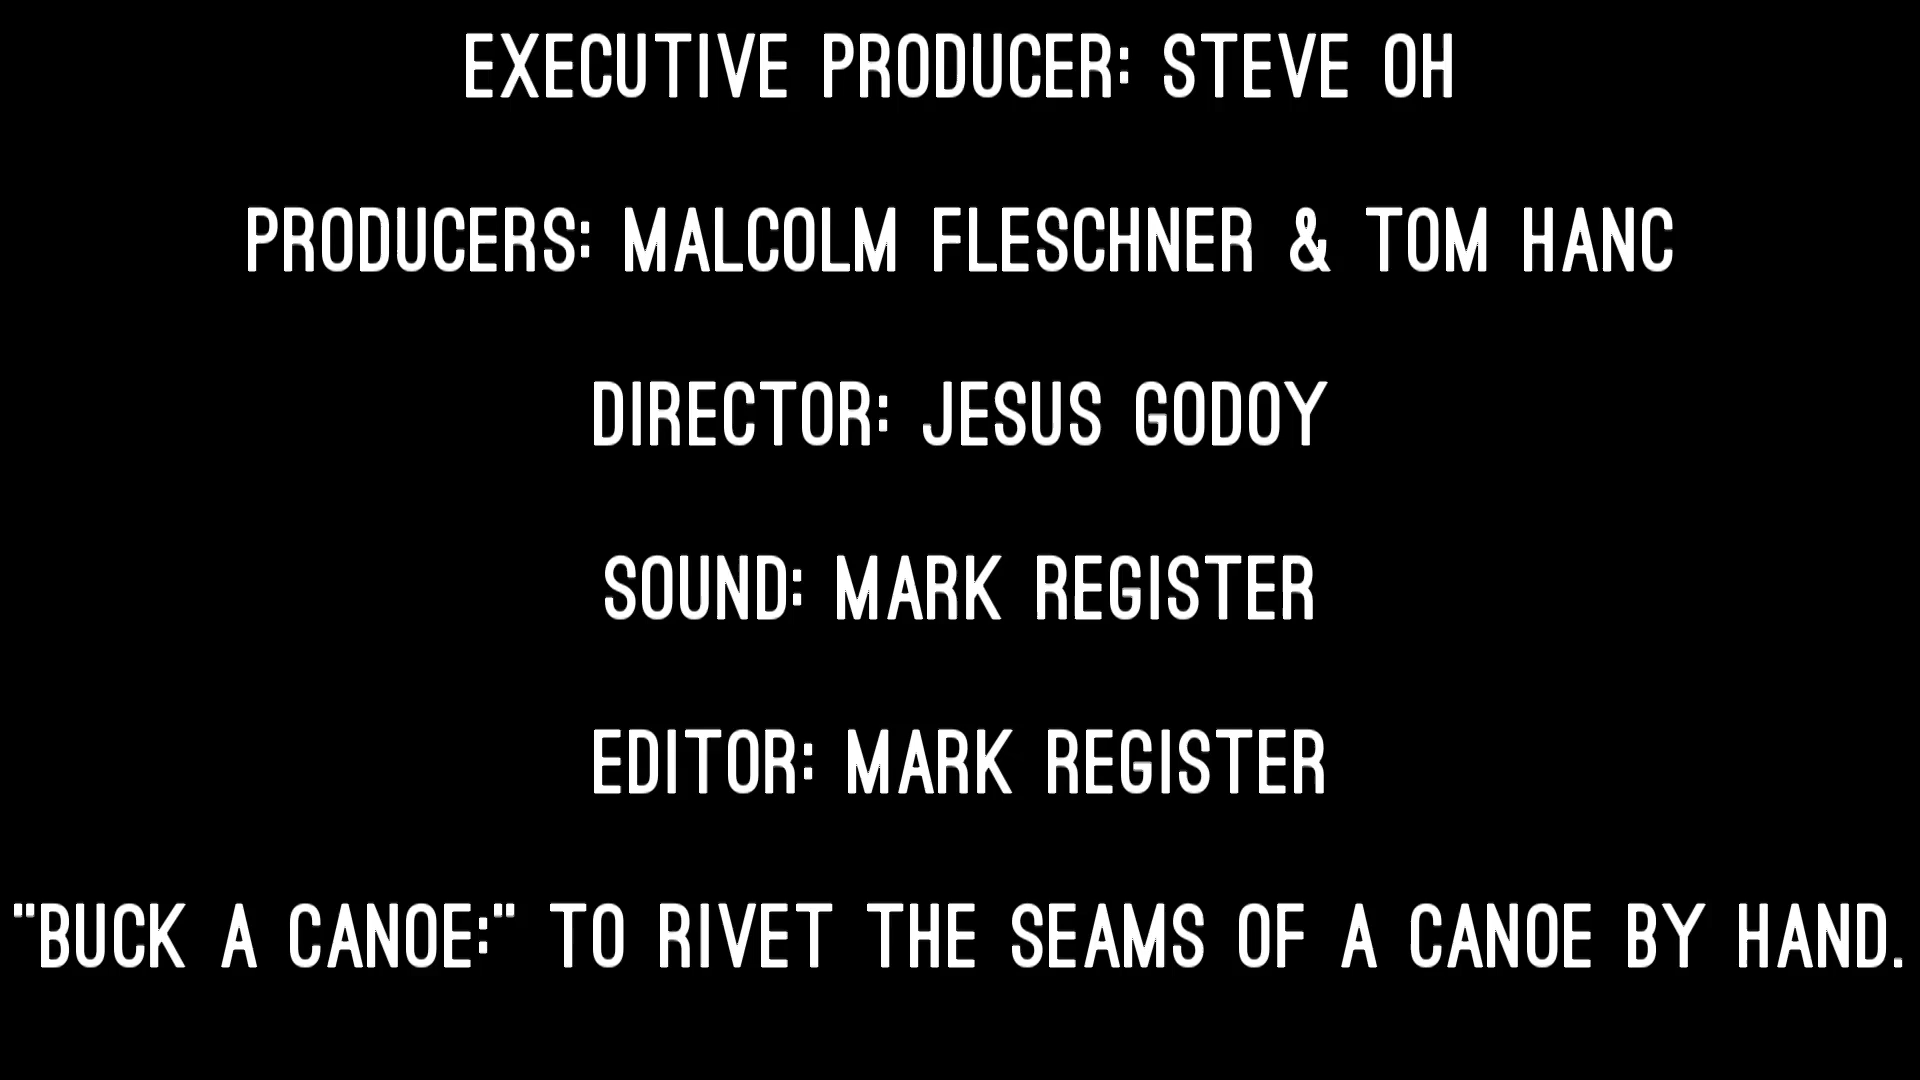 EXECUTIVE PRODUCER: STEVE OH
PRODUCERS: MALCOLM FLESCHNER & TOM HANC
DIRECTOR: JESUS GODOY
SOUND: MARK REGISTER
EDITOR: MARK REGISTER
"BUCK A CANOE:" TO RIVET THE SEAMS OF A CANOE BY HAND.